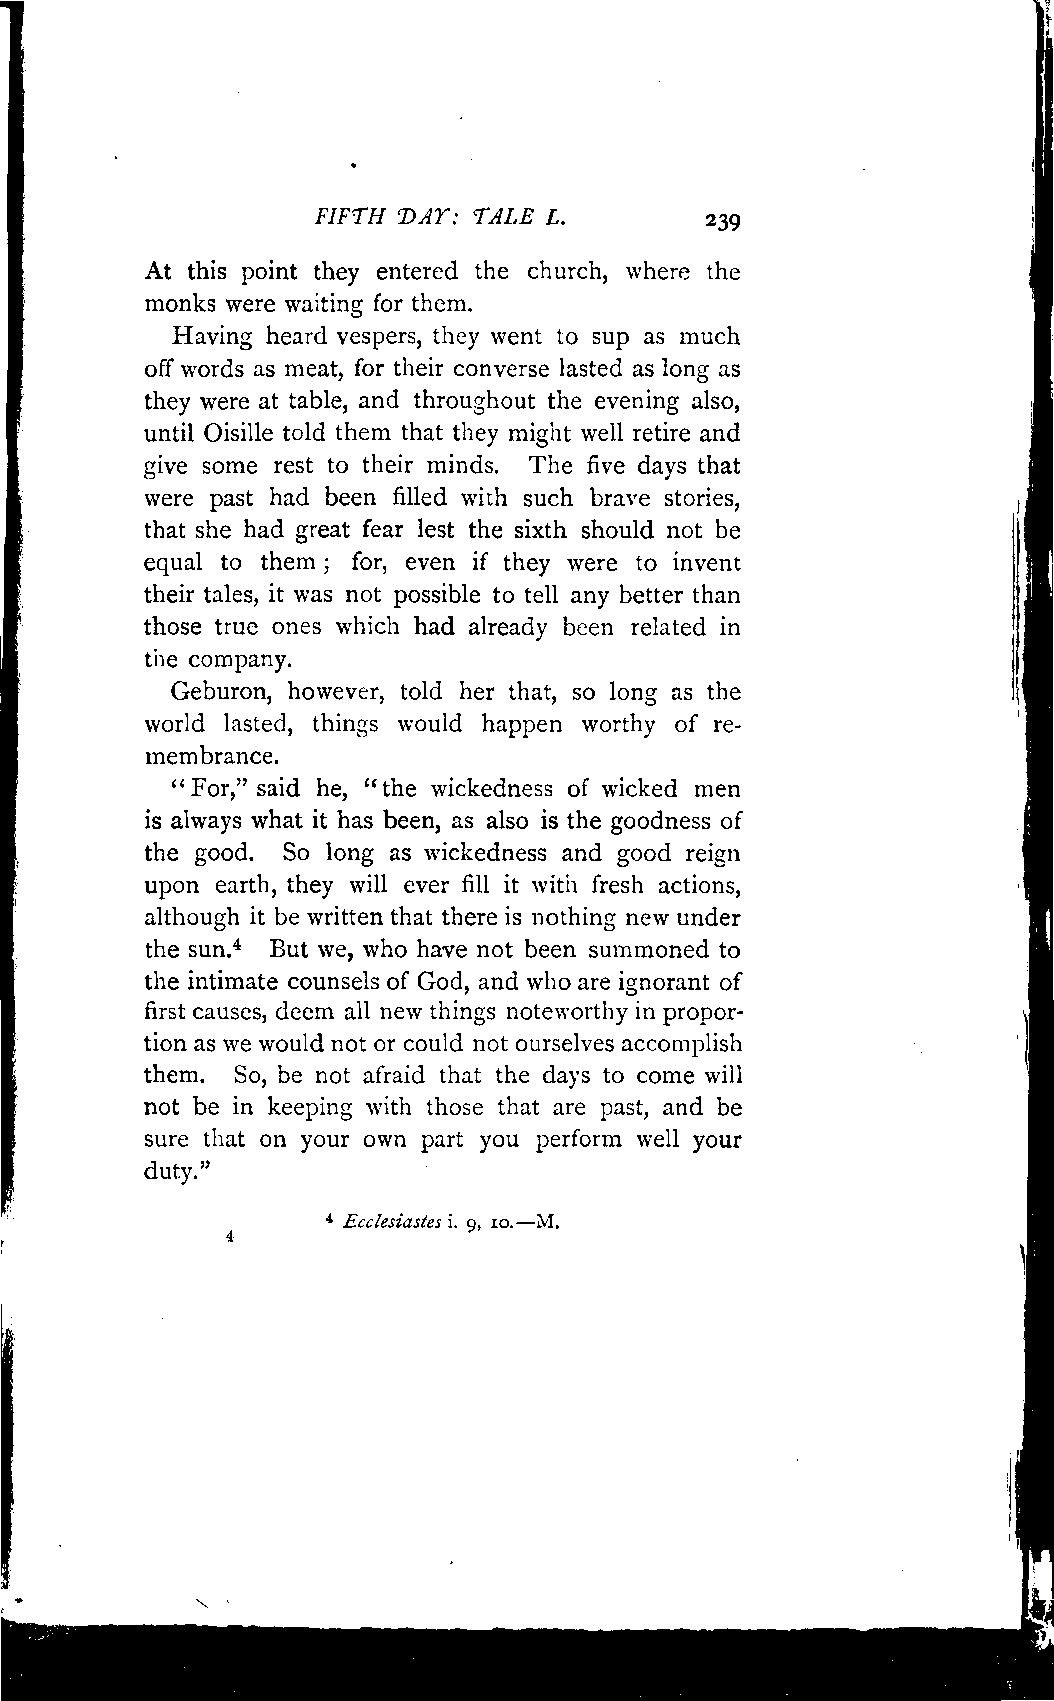 FIFTH DAY: TALE L. 239
At this point they entered the church, where the
monks were waiting for them.
Having heard vespers, they went to sup as much
off words as meat, for their converse lasted as long as
they were at table, and throughout the evening also,
until Oisille told them that they might well retire and
give some rest to their minds. The five days that
were past had been filled with such brave stories,
that she had great fear lest the sixth should not be
equal to them ; for, even if they were to invent
their tales, it was not possible to tell any better than
those true ones which had already been related in
the company.
Geburon, however, told her that, so long as the
world lasted, things would happen worthy of re-
membrance.
“ For,” said he, “ the wickedness of wicked men
is always what it has been, as also is the goodness of
the good. So long as wickedness and good reign
upon earth, they will ever fill it with fresh actions,
although it be written that there is nothing new under
the sun.⁴ But we, who have not been summoned to
the intimate counsels of God, and who are ignorant of
first causes, deem all new things noteworthy in propor-
tion as we would not or could not ourselves accomplish
them. So, be not afraid that the days to come will
not be in keeping with those that are past, and be
sure that on your own part you perform well your
duty.”
⁴ Ecclesiastes i. 9, 10.—M.
4